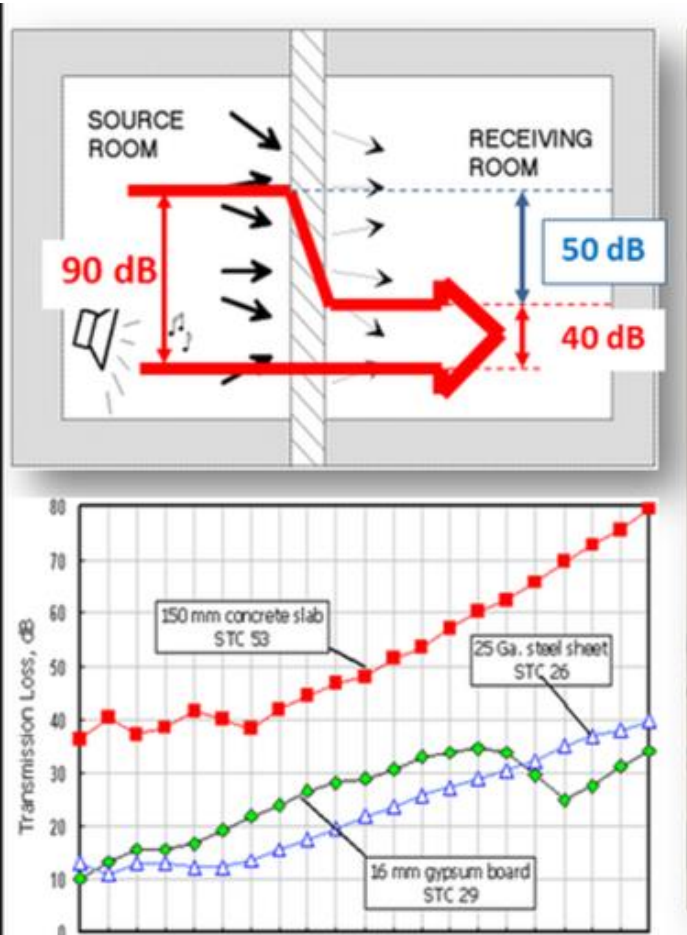 SOURCE
ROOM
RECEIVING
ROOM
90 dB
50 dB
40 dB
80
70
60
50
40
30
20
10
0
Transmission Loss, dB
150 mm concrete slab
STC 53
25 Ga. steel sheet
STC 26
16 mm gypsum board
STC 29